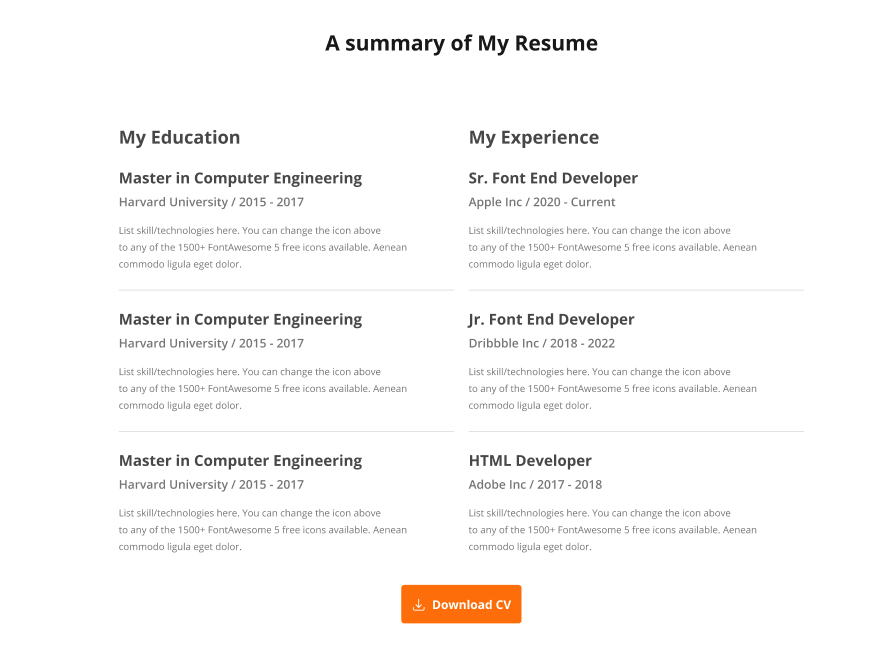 A summary of My Resume
My Education
Master in Computer Engineering
Harvard University / 2015 - 2017
List skill/technologies here. You can change the icon above
to any of the 1500+ FontAwesome 5 free icons available. Aenean
commodo ligula eget dolor.
Master in Computer Engineering
Harvard University / 2015 - 2017
List skill/technologies here. You can change the icon above
to any of the 1500+ FontAwesome 5 free icons available. Aenean
commodo ligula eget dolor.
Master in Computer Engineering
Harvard University / 2015 - 2017
List skill/technologies here. You can change the icon above
to any of the 1500+ FontAwesome 5 free icons available. Aenean
commodo ligula eget dolor.
My Experience
Sr. Font End Developer
Apple Inc / 2020 - Current
List skill/technologies here. You can change the icon above
to any of the 1500+ FontAwesome 5 free icons available. Aenean
commodo ligula eget dolor.
Jr. Font End Developer
Dribbble Inc / 2018 - 2022
List skill/technologies here. You can change the icon above
to any of the 1500+ FontAwesome 5 free icons available. Aenean
commodo ligula eget dolor.
HTML Developer
Adobe Inc / 2017 - 2018
List skill/technologies here. You can change the icon above
to any of the 1500+ FontAwesome 5 free icons available. Aenean
commodo ligula eget dolor.
Download CV